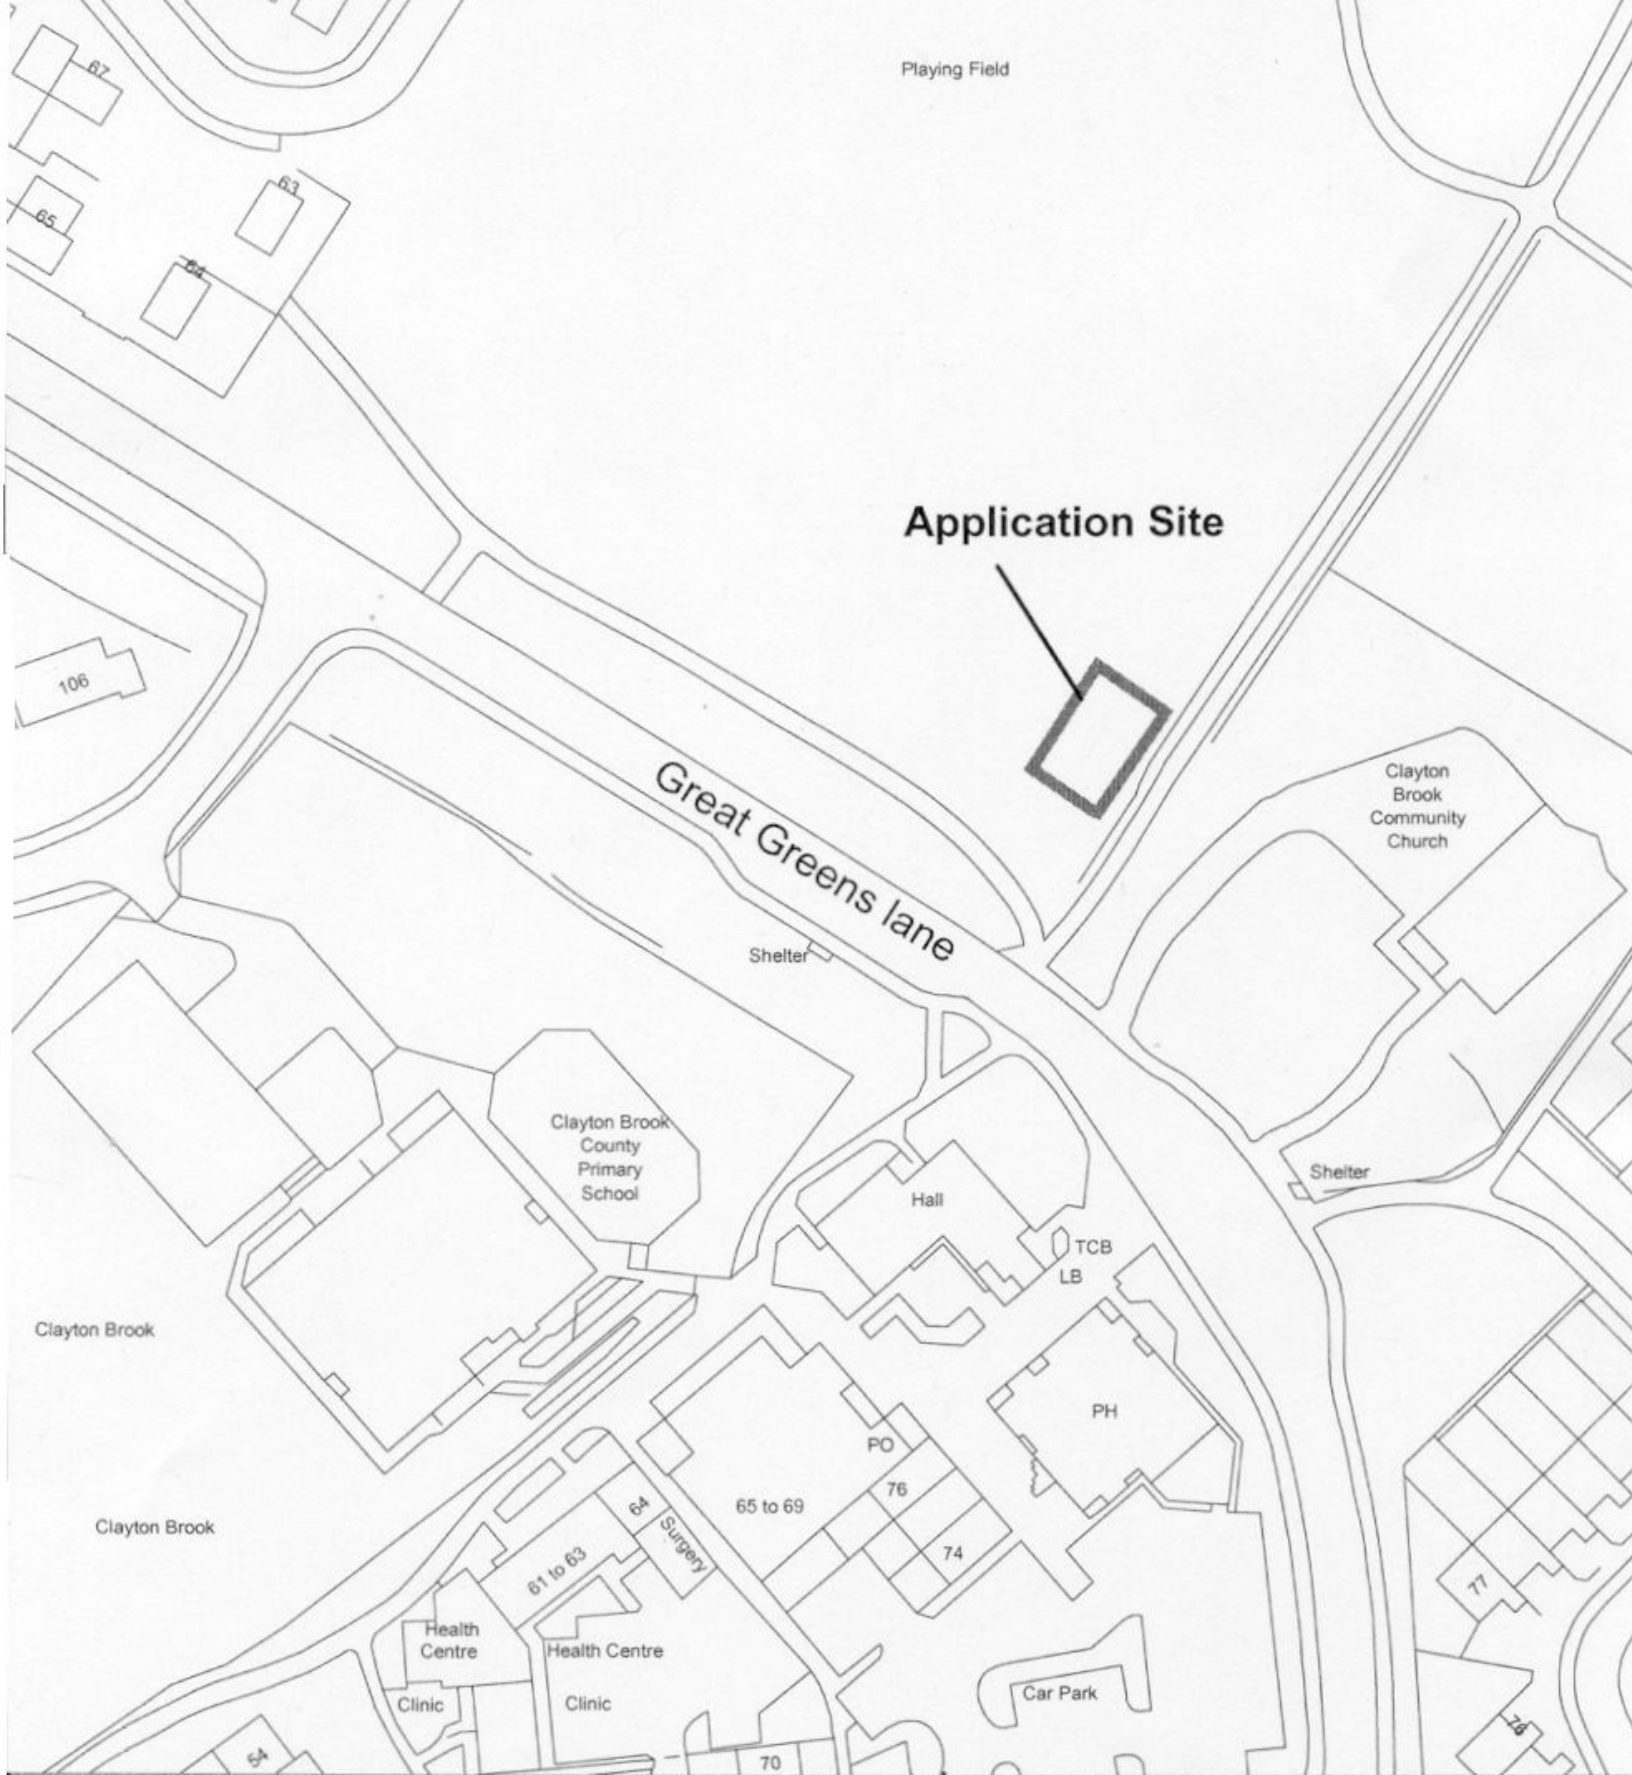 Playing Field
67
63
65
64
Application Site
106
Clayton
Brook
Community
Church
Great Greens lane
Shelter
Clayton Brook
County
Primary
School
Shelter
Hall
TCB
LB
Clayton Brook
PH
PO
76
64
65 to 69
Surgery
Clayton Brook
74
61 to 63
77
Health
Centre
Health Centre
Car Park
Clinic
Clinic
54
70